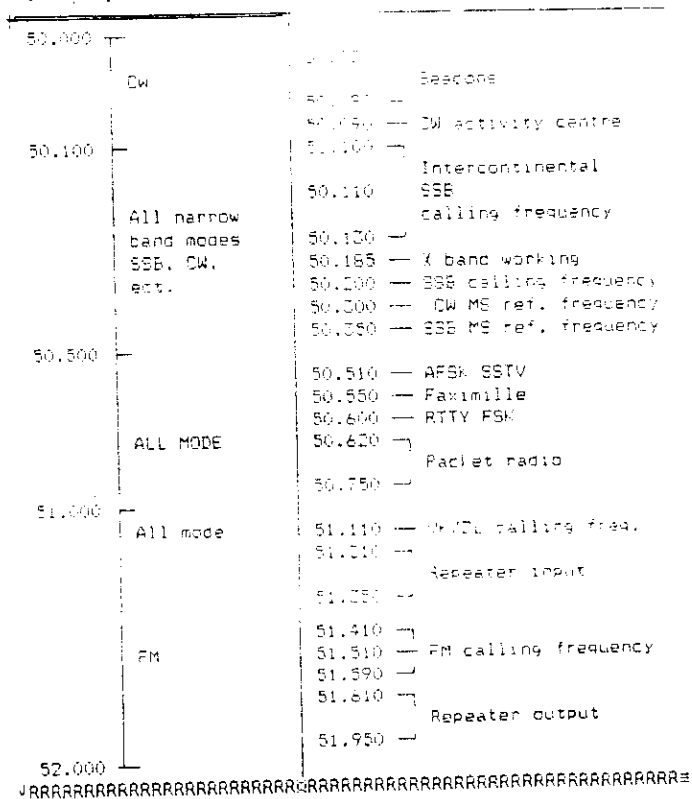 50.000
CW
Beacons
50.090 — CW activity centre
50.100
Intercontinental
50.110 SSB
calling frequency
All narrow
band modes
SSB, CW,
ect.
50.130
50.185 — X band working
50.200 — SSB calling frequency
50.300 — CW MS ref. frequency
50.350 — SSB MS ref. frequency
50.500
50.510 — AFSK SSTV
50.550 — Faximille
50.600 — RTTY FSK
50.620
ALL MODE
Packet radio
50.750
51.000
All mode
51.110 — calling freq.
51.210
Repeater input
51.410
51.510 — FM calling frequency
FM
51.590
51.610
Repeater output
51.950
52.000